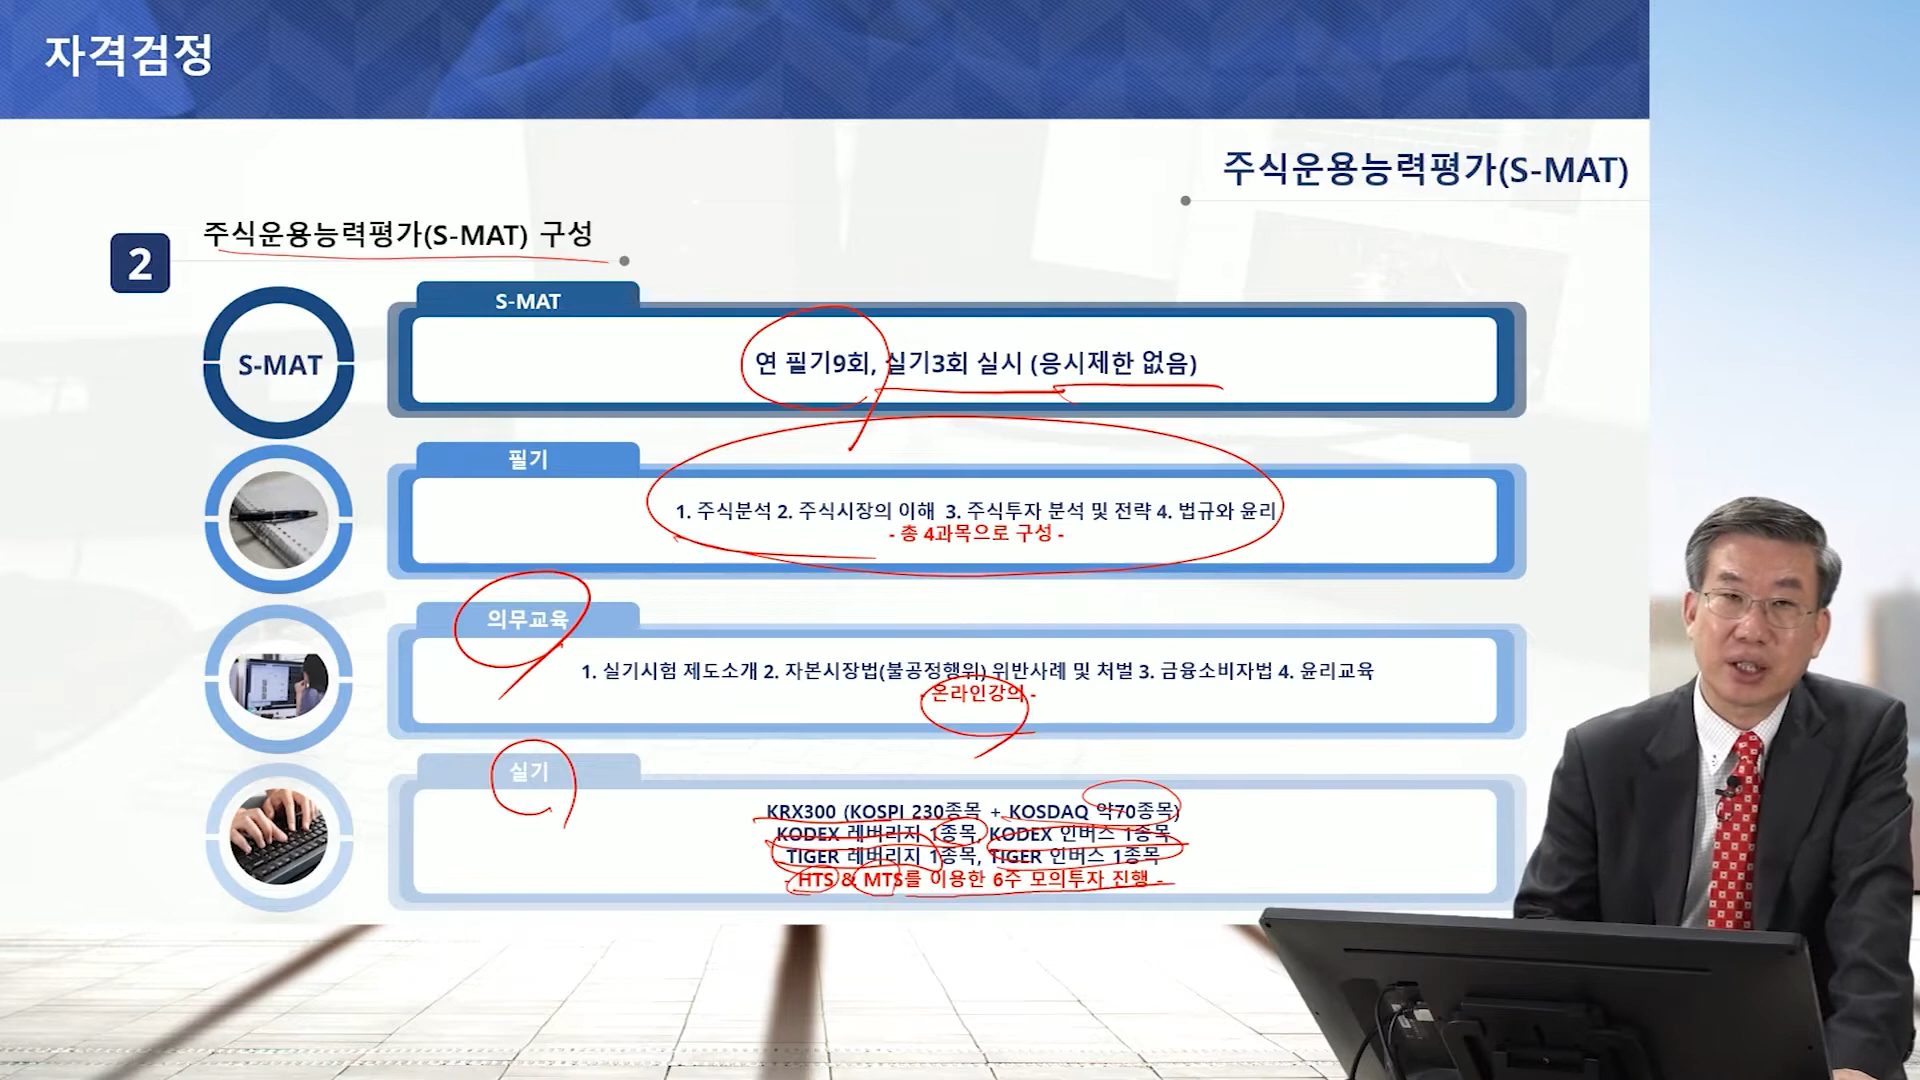 자격검정
주식운용능력평가(S-MAT)
2
주식운용능력평가(S-MAT) 구성
S-MAT
S-MAT
연 필기9회, 실기3회 실시 (응시제한 없음)
필기
1. 주식분석 2. 주식시장의 이해 3. 주식투자 분석 및 전략 4. 법규와 윤리
- 총 4과목으로 구성 -
의무교육
1. 실기시험 제도소개 2. 자본시장법(불공정행위) 위반사례 및 처벌 3. 금융소비자법 4. 윤리교육
- 온라인강의 -
실기
KRX300 (KOSPI 230종목 + KOSDAQ 약70종목)
KODEX 레버리지 1종목, KODEX 인버스 1종목
TIGER 레버리지 1종목, TIGER 인버스 1종목
- HTS & MTS를 이용한 6주 모의투자 진행 -